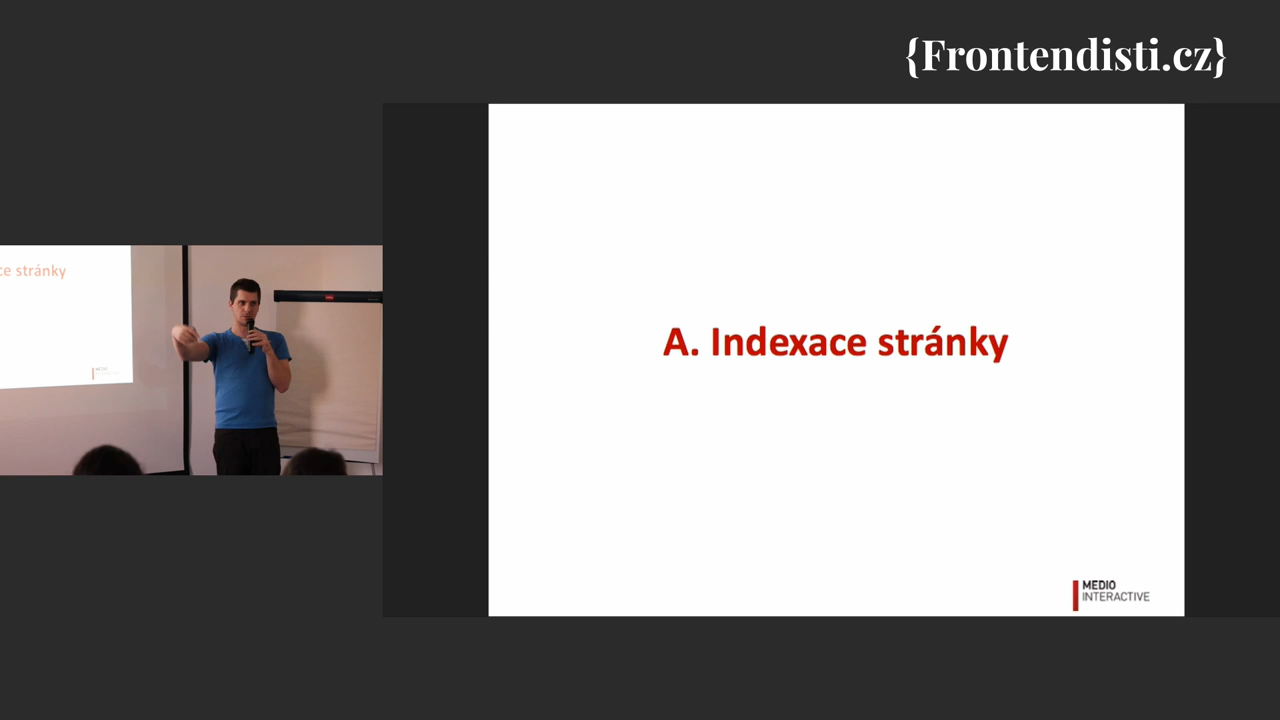 {Frontendisti.cz}
ce stránky
A. Indexace stránky
MEDIO
INTERACTIVE